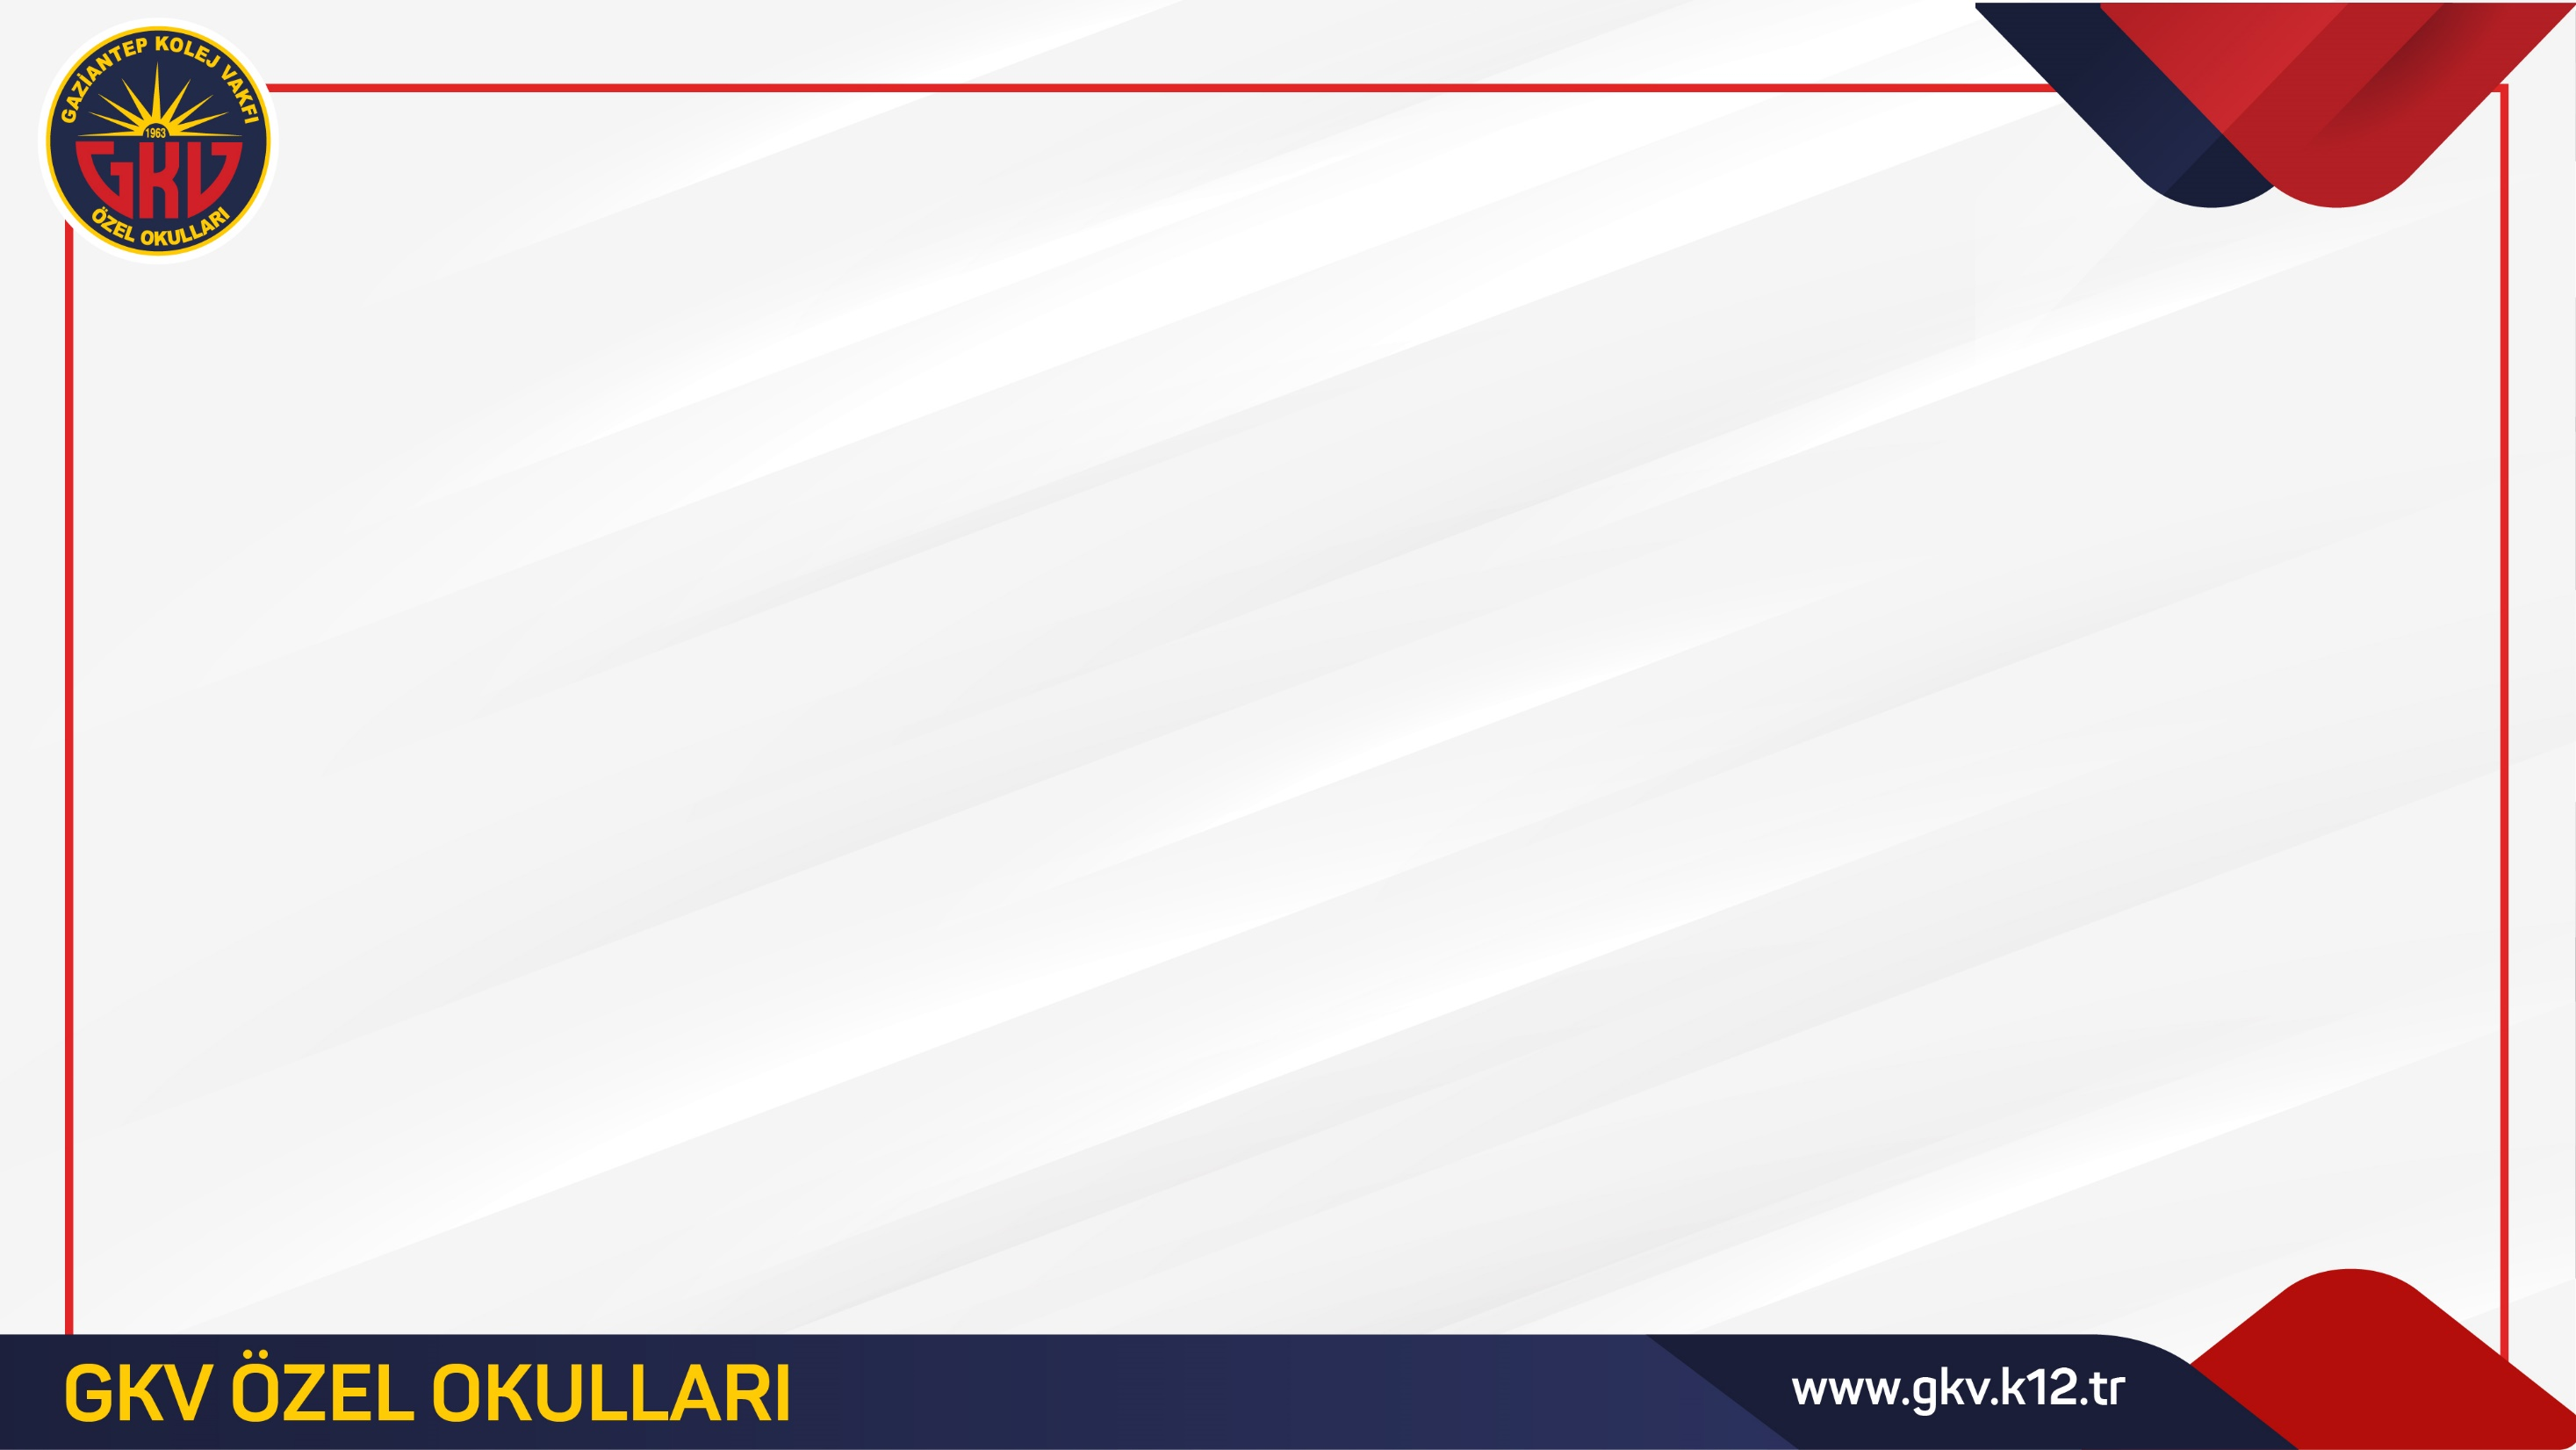 GAZİANTEP KOLEJ VAKFI
1963
GKV
ÖZEL OKULLARI
GKV ÖZEL OKULLARI
www.gkv.k12.tr